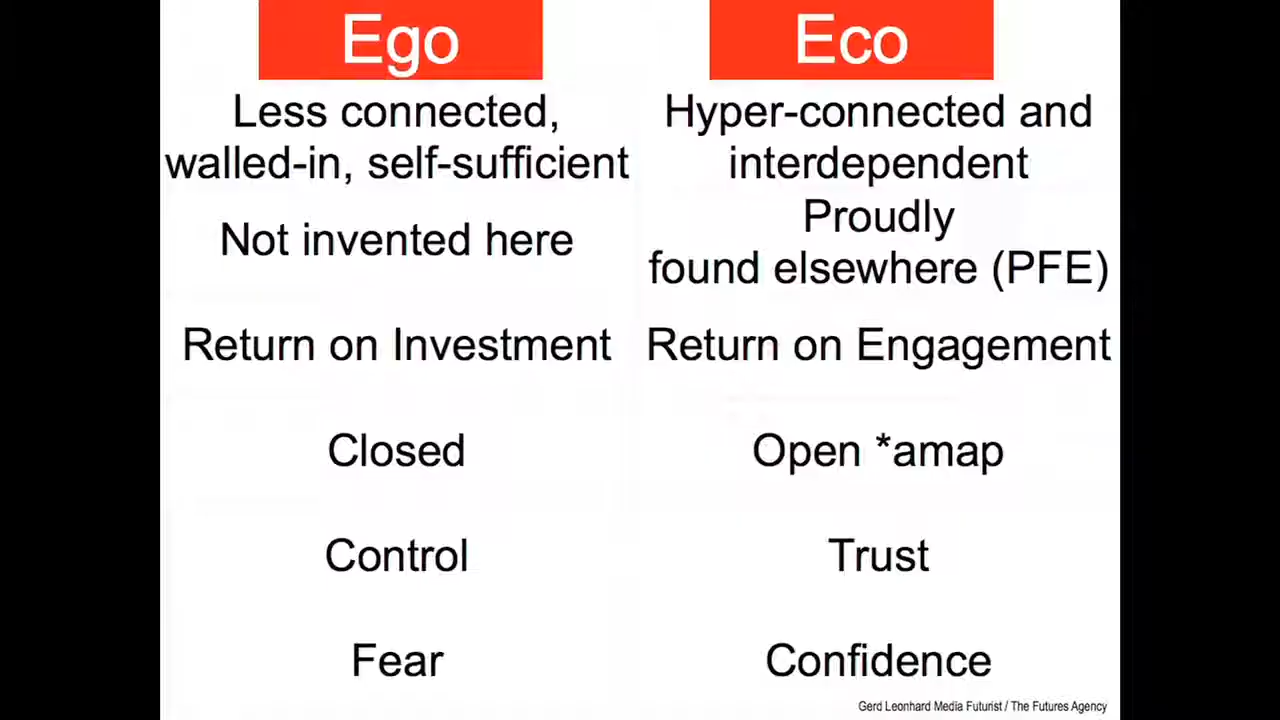 Ego
Eco
Less connected,
walled-in, self-sufficient
Hyper-connected and
interdependent
Not invented here
Proudly
found elsewhere (PFE)
Return on Investment
Return on Engagement
Closed
Open *amap
Control
Trust
Fear
Confidence
Gerd Leonhard Media Futurist / The Futures Agency